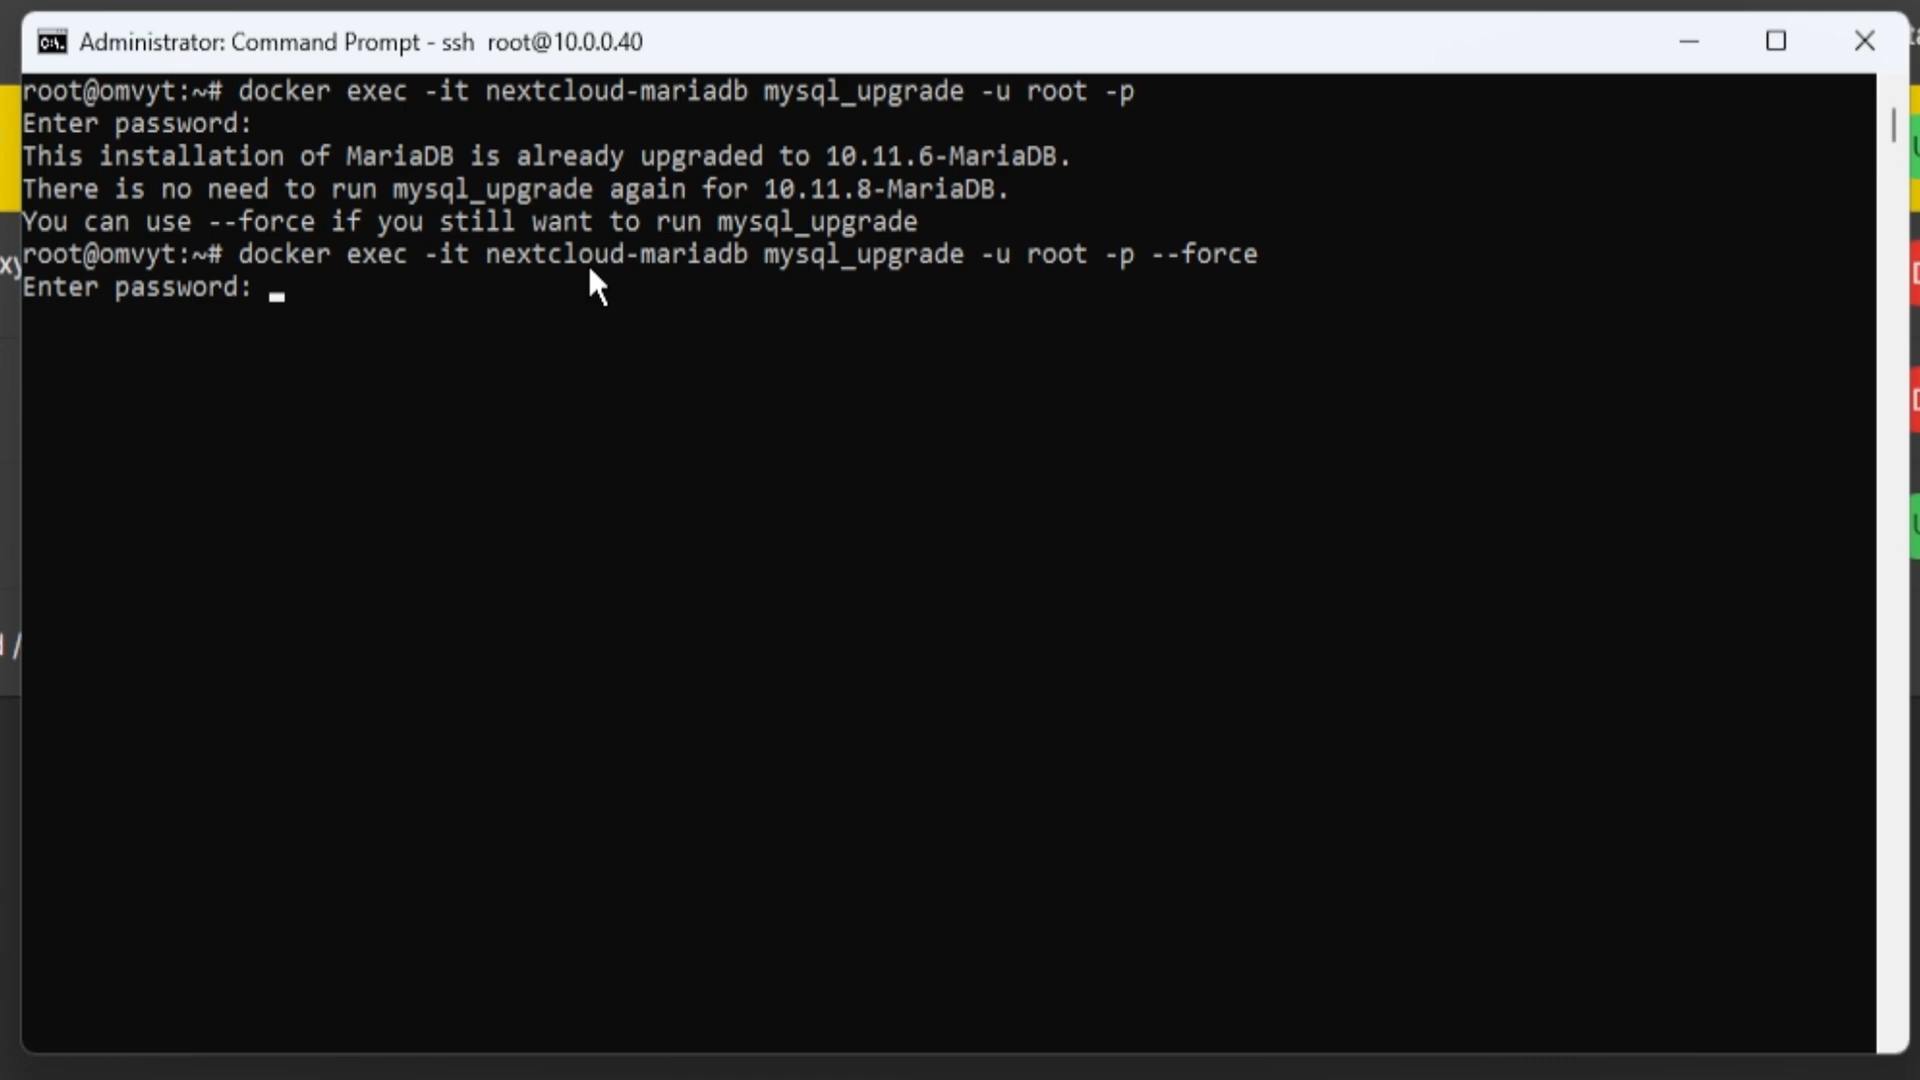 Administrator: Command Prompt - ssh  root@10.0.0.40
root@omvyt:~# docker exec -it nextcloud-mariadb mysql_upgrade -u root -p
Enter password:
This installation of MariaDB is already upgraded to 10.11.6-MariaDB.
There is no need to run mysql_upgrade again for 10.11.8-MariaDB.
You can use --force if you still want to run mysql_upgrade
root@omvyt:~# docker exec -it nextcloud-mariadb mysql_upgrade -u root -p --force
Enter password: